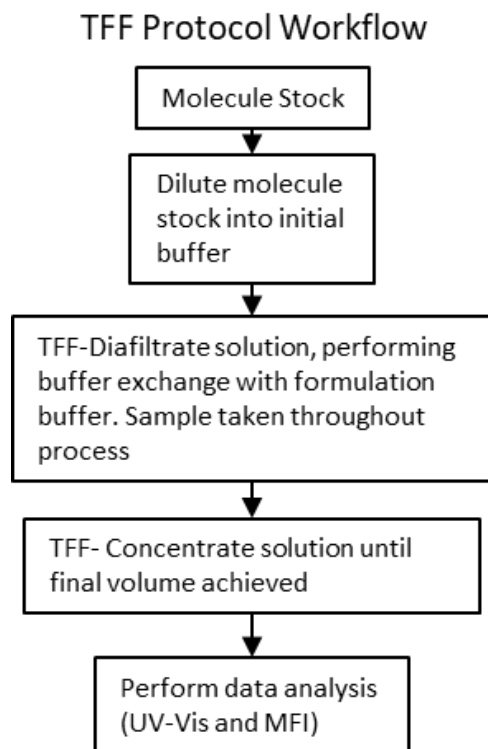 TFF Protocol Workflow
Molecule Stock
Dilute molecule
stock into initial
buffer
TFF-Diafiltrate solution, performing
buffer exchange with formulation
buffer. Sample taken throughout
process
TFF- Concentrate solution until
final volume achieved
Perform data analysis
(UV-Vis and MFI)